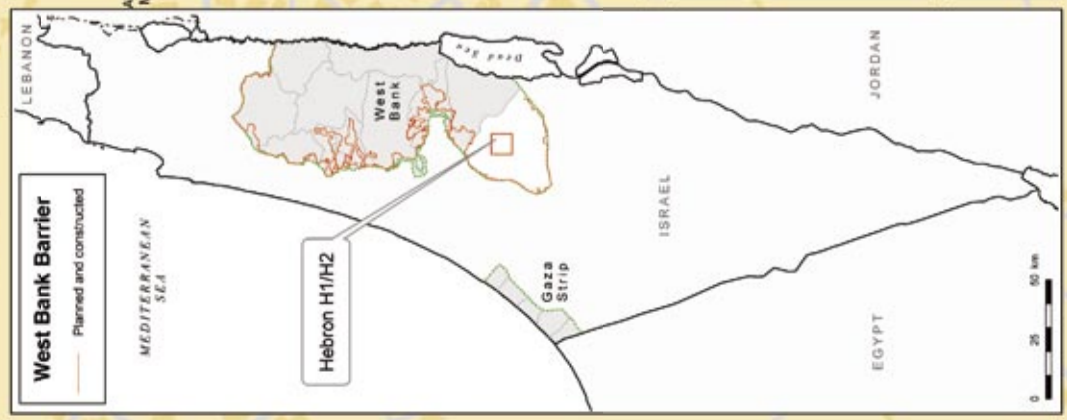 LEBANON
West Bank Barrier
Planned and constructed
MEDITERRANEAN
SEA
West
Bank
Dead Sea
Hebron H1/H2
ISRAEL
JORDAN
Gaza
Strip
EGYPT
0 25 50 km